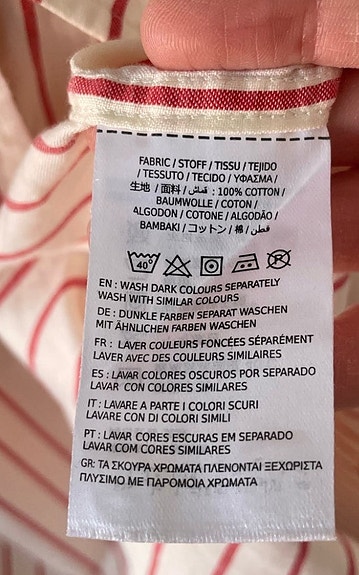 FABRIC / STOFF / TISSU / TEJIDO
/ TESSUTO / TECIDO / ΥΦΑΣΜΑ /
生地 / 面料 / قماش : 100% COTTON /
BAUMWOLLE / COTON /
ALGODON / COTONE / ALGODÃO /
BAMBAKI / コットン / 棉 / قطن /
40°
EN : WASH DARK COLOURS SEPARATELY
WASH WITH SIMILAR COLOURS
DE : DUNKLE FARBEN SEPARAT WASCHEN
MIT ÄHNLICHEN FARBEN WASCHEN
FR : LAVER COULEURS FONCÉES SÉPARÉMENT
LAVER AVEC DES COULEURS SIMILAIRES
ES : LAVAR COLORES OSCUROS POR SEPARADO
LAVAR CON COLORES SIMILARES
IT : LAVARE A PARTE I COLORI SCURI
LAVARE CON DI COLORI SIMILI
PT : LAVAR CORES ESCURAS EM SEPARADO
LAVAR COM CORES SIMILARES
GR: ΤΑ ΣΚΟΥΡΑ ΧΡΩΜΑΤΑ ΠΛΕΝΟΝΤΑΙ ΞΕΧΩΡΙΣΤΑ
ΠΛΥΣΙΜΟ ΜΕ ΠΑΡΟΜΟΙΑ ΧΡΩΜΑΤΑ